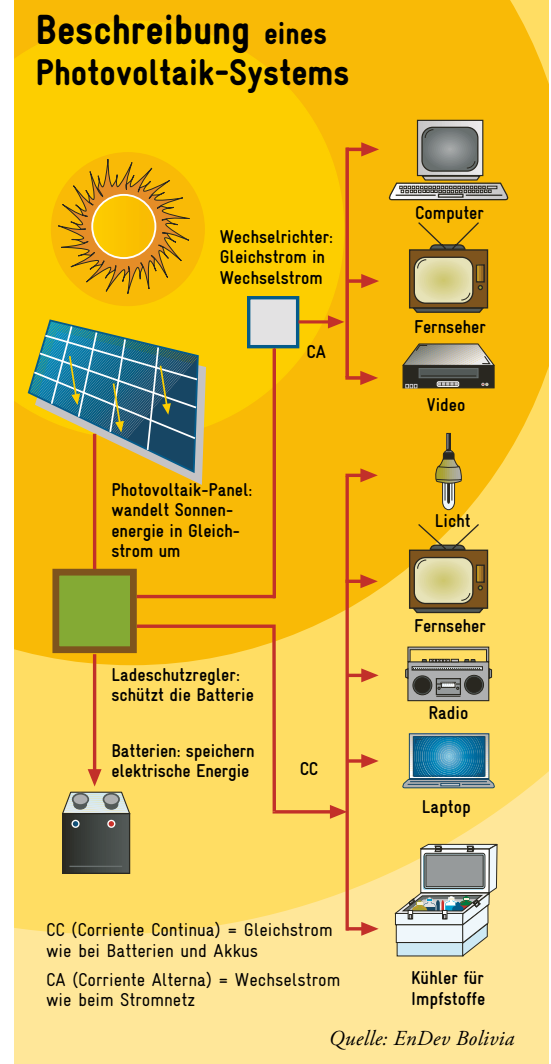 Beschreibung eines
Photovoltaik-Systems
Computer
Wechselrichter:
Gleichstrom in
Wechselstrom
CA
Fernseher
Video
Photovoltaik-Panel:
wandelt Sonnen-
energie in Gleich-
strom um
Licht
Fernseher
Ladeschutzregler:
schützt die Batterie
Radio
Batterien: speichern
elektrische Energie
CC
Laptop
CC (Corriente Continua) = Gleichstrom
wie bei Batterien und Akkus
CA (Corriente Alterna) = Wechselstrom
wie beim Stromnetz
Kühler für
Impfstoffe
Quelle: EnDev Bolivia